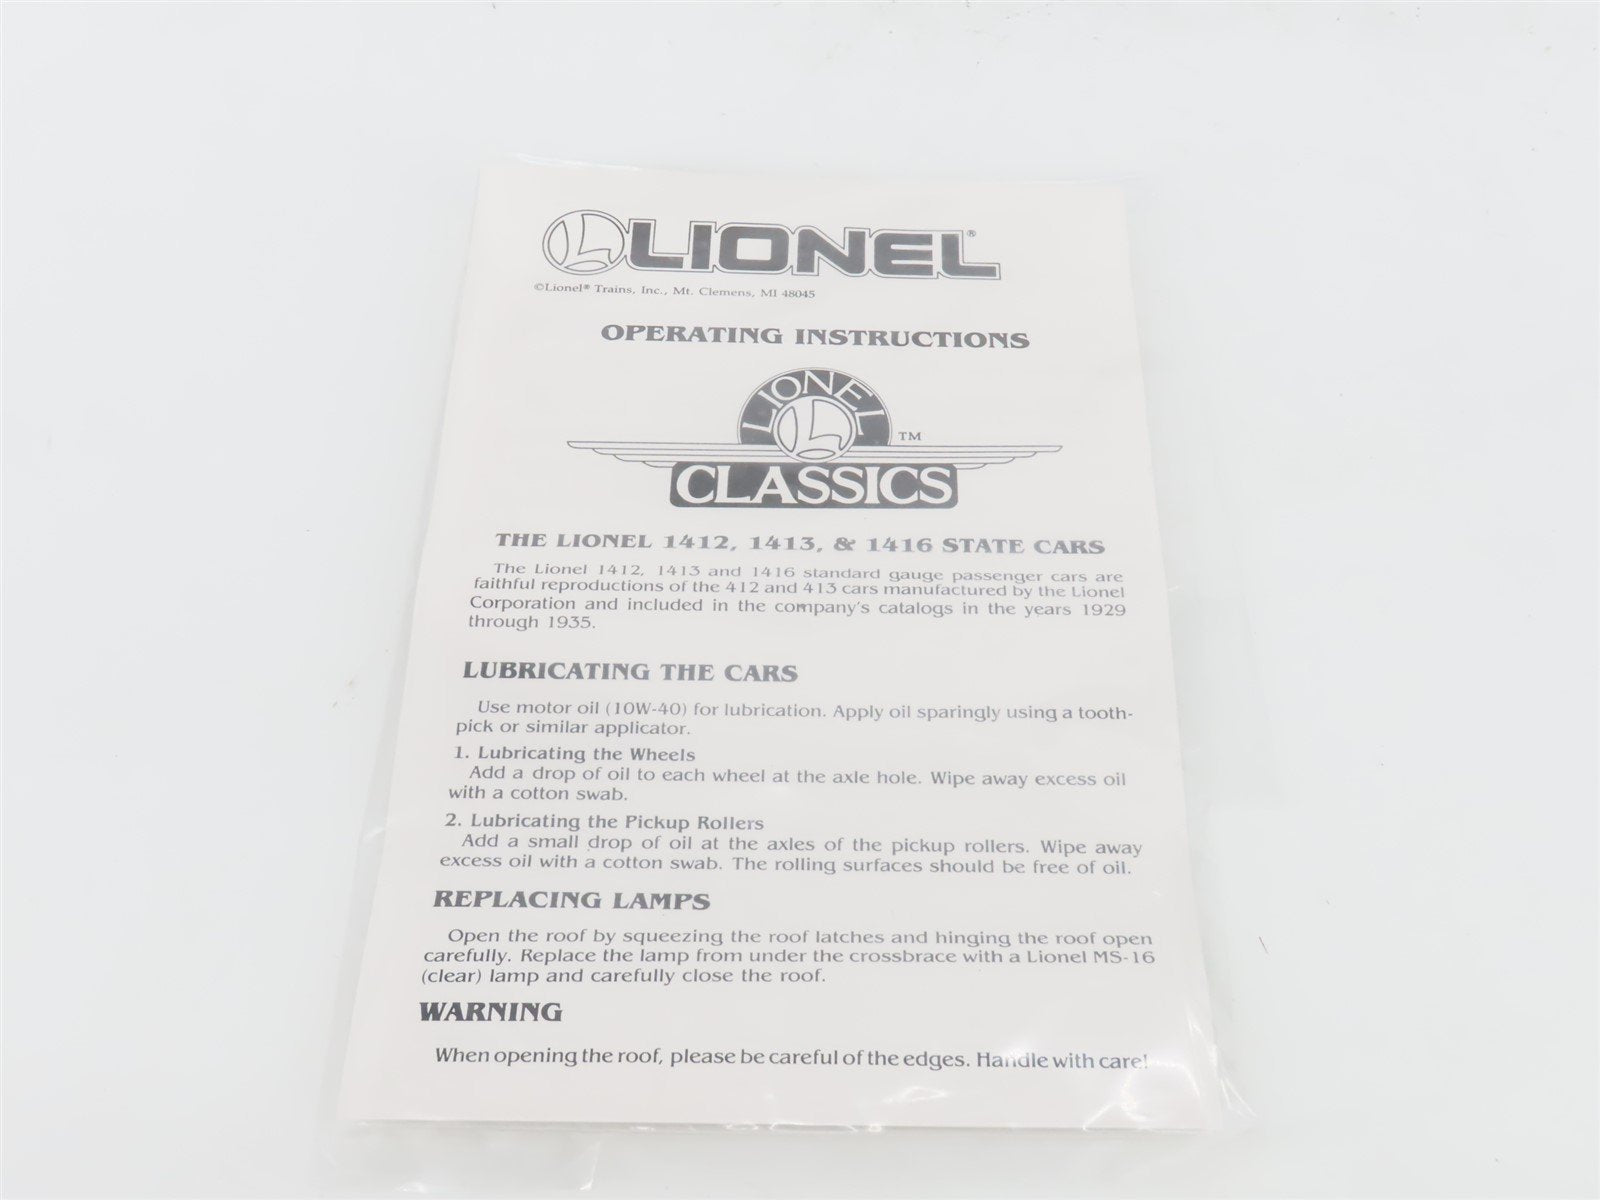 L LIONEL®
©Lionel® Trains, Inc., Mt. Clemens, MI 48045
OPERATING INSTRUCTIONS
LIONEL
L
TM
CLASSICS
THE LIONEL 1412, 1413, & 1416 STATE CARS
The Lionel 1412, 1413 and 1416 standard gauge passenger cars are
faithful reproductions of the 412 and 413 cars manufactured by the Lionel
Corporation and included in the company's catalogs in the years 1929
through 1935.
LUBRICATING THE CARS
Use motor oil (10W-40) for lubrication. Apply oil sparingly using a tooth-
pick or similar applicator.
1. Lubricating the Wheels
Add a drop of oil to each wheel at the axle hole. Wipe away excess oil
with a cotton swab.
2. Lubricating the Pickup Rollers
Add a small drop of oil at the axles of the pickup rollers. Wipe away
excess oil with a cotton swab. The rolling surfaces should be free of oil.
REPLACING LAMPS
Open the roof by squeezing the roof latches and hinging the roof open
carefully. Replace the lamp from under the crossbrace with a Lionel MS-16
(clear) lamp and carefully close the roof.
WARNING
When opening the roof, please be careful of the edges. Handle with care!